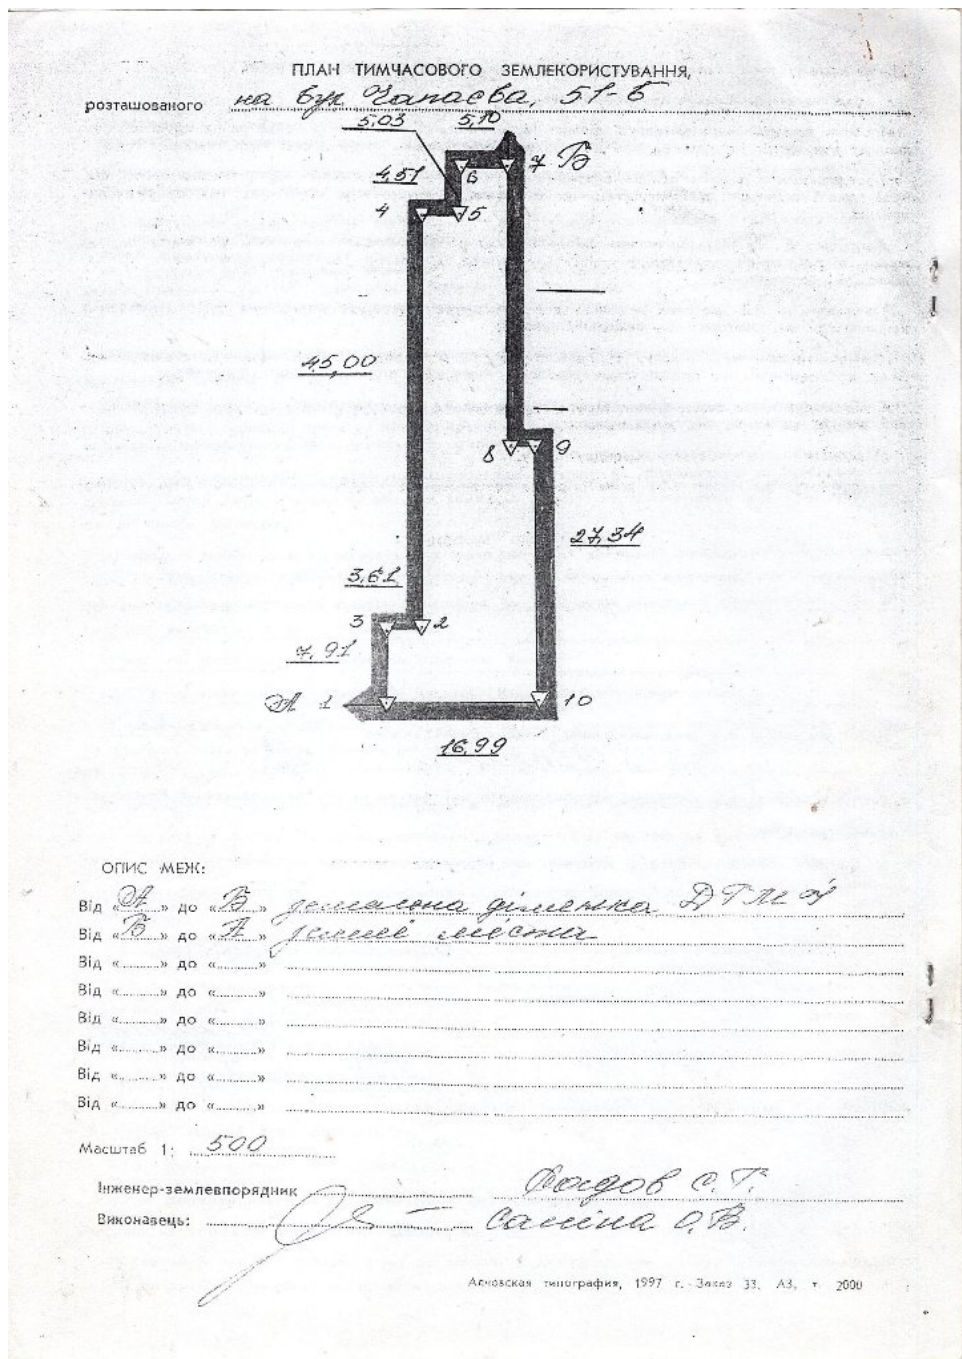 ПЛАН ТИМЧАСОВОГО ЗЕМЛЕКОРИСТУВАННЯ,
розташованого на вул Чапаєва, 51-Б
5,03 5,10
6 7 Б
4,51
4 5
45,00
8 9
27,34
3,61
3 2
7,91
А 1 10
16,99
ОПИС МЕЖ:
Від «А» до «Б» ділянка
Від «Б» до «А» землі міста
Від «.........» до «.........»
Від «.........» до «.........»
Від «.........» до «.........»
Від «.........» до «.........»
Від «.........» до «.........»
Від «.........» до «.........»
Масштаб 1: 500
Інженер-землевпорядник С.Г.
Виконавець: Саніна О.В.
типография, 1997 г. Заказ 33. А3. т. 2000